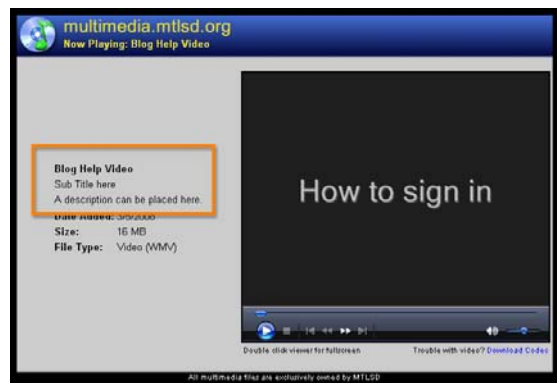 multimedia.mtlsd.org
Now Playing: Blog Help Video
Blog Help Video
Sub Title here
A description can be placed here.
Date Added: 3/5/2008
Size: 16 MB
File Type: Video (WMV)
How to sign in
Double click viewer for fullscreen
Trouble with video? Download Codec
All multimedia files are exclusively owned by MTLSD